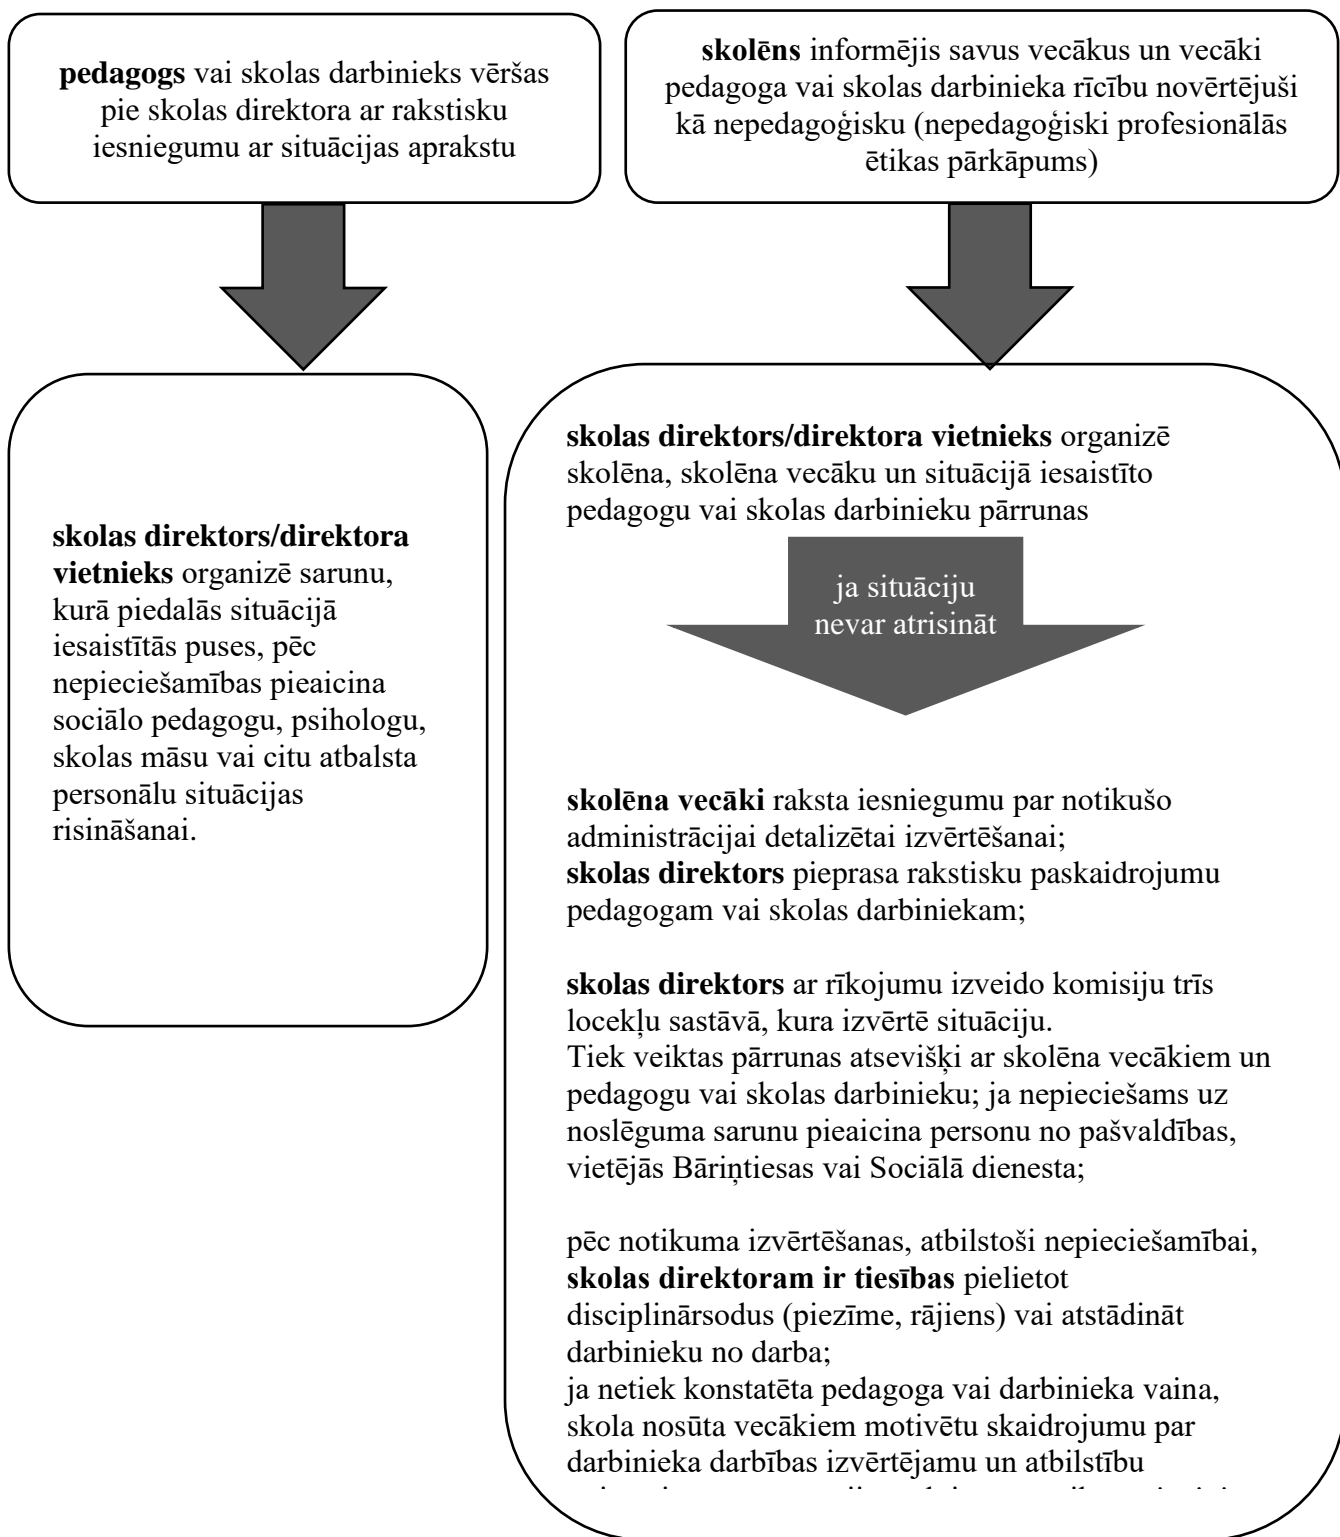 pedagogs vai skolas darbinieks vēršas
pie skolas direktora ar rakstisku
iesniegumu ar situācijas aprakstu
skolēns informējis savus vecākus un vecāki
pedagoga vai skolas darbinieka rīcību novērtējuši
kā nepedagoģisku (nepedagoģiski profesionālās
ētikas pārkāpums)
skolas direktors/direktora
vietnieks organizē sarunu,
kurā piedalās situācijā
iesaistītās puses, pēc
nepieciešamības pieaicina
sociālo pedagogu, psihologu,
skolas māsu vai citu atbalsta
personālu situācijas
risināšanai.
skolas direktors/direktora vietnieks organizē
skolēna, skolēna vecāku un situācijā iesaistīto
pedagogu vai skolas darbinieku pārrunas
ja situāciju
nevar atrisināt
skolēna vecāki raksta iesniegumu par notikušo
administrācijai detalizētai izvērtēšanai;
skolas direktors pieprasa rakstisku paskaidrojumu
pedagogam vai skolas darbiniekam;
skolas direktors ar rīkojumu izveido komisiju trīs
locekļu sastāvā, kura izvērtē situāciju.
Tiek veiktas pārrunas atsevišķi ar skolēna vecākiem un
pedagogu vai skolas darbinieku; ja nepieciešams uz
noslēguma sarunu pieaicina personu no pašvaldības,
vietējās Bāriņtiesas vai Sociālā dienesta;
pēc notikuma izvērtēšanas, atbilstoši nepieciešamībai,
skolas direktoram ir tiesības pielietot
disciplinārsodus (piezīme, rājiens) vai atstādināt
darbinieku no darba;
ja netiek konstatēta pedagoga vai darbinieka vaina,
skola nosūta vecākiem motivētu skaidrojumu par
darbinieka darbības izvērtējamu un atbilstību